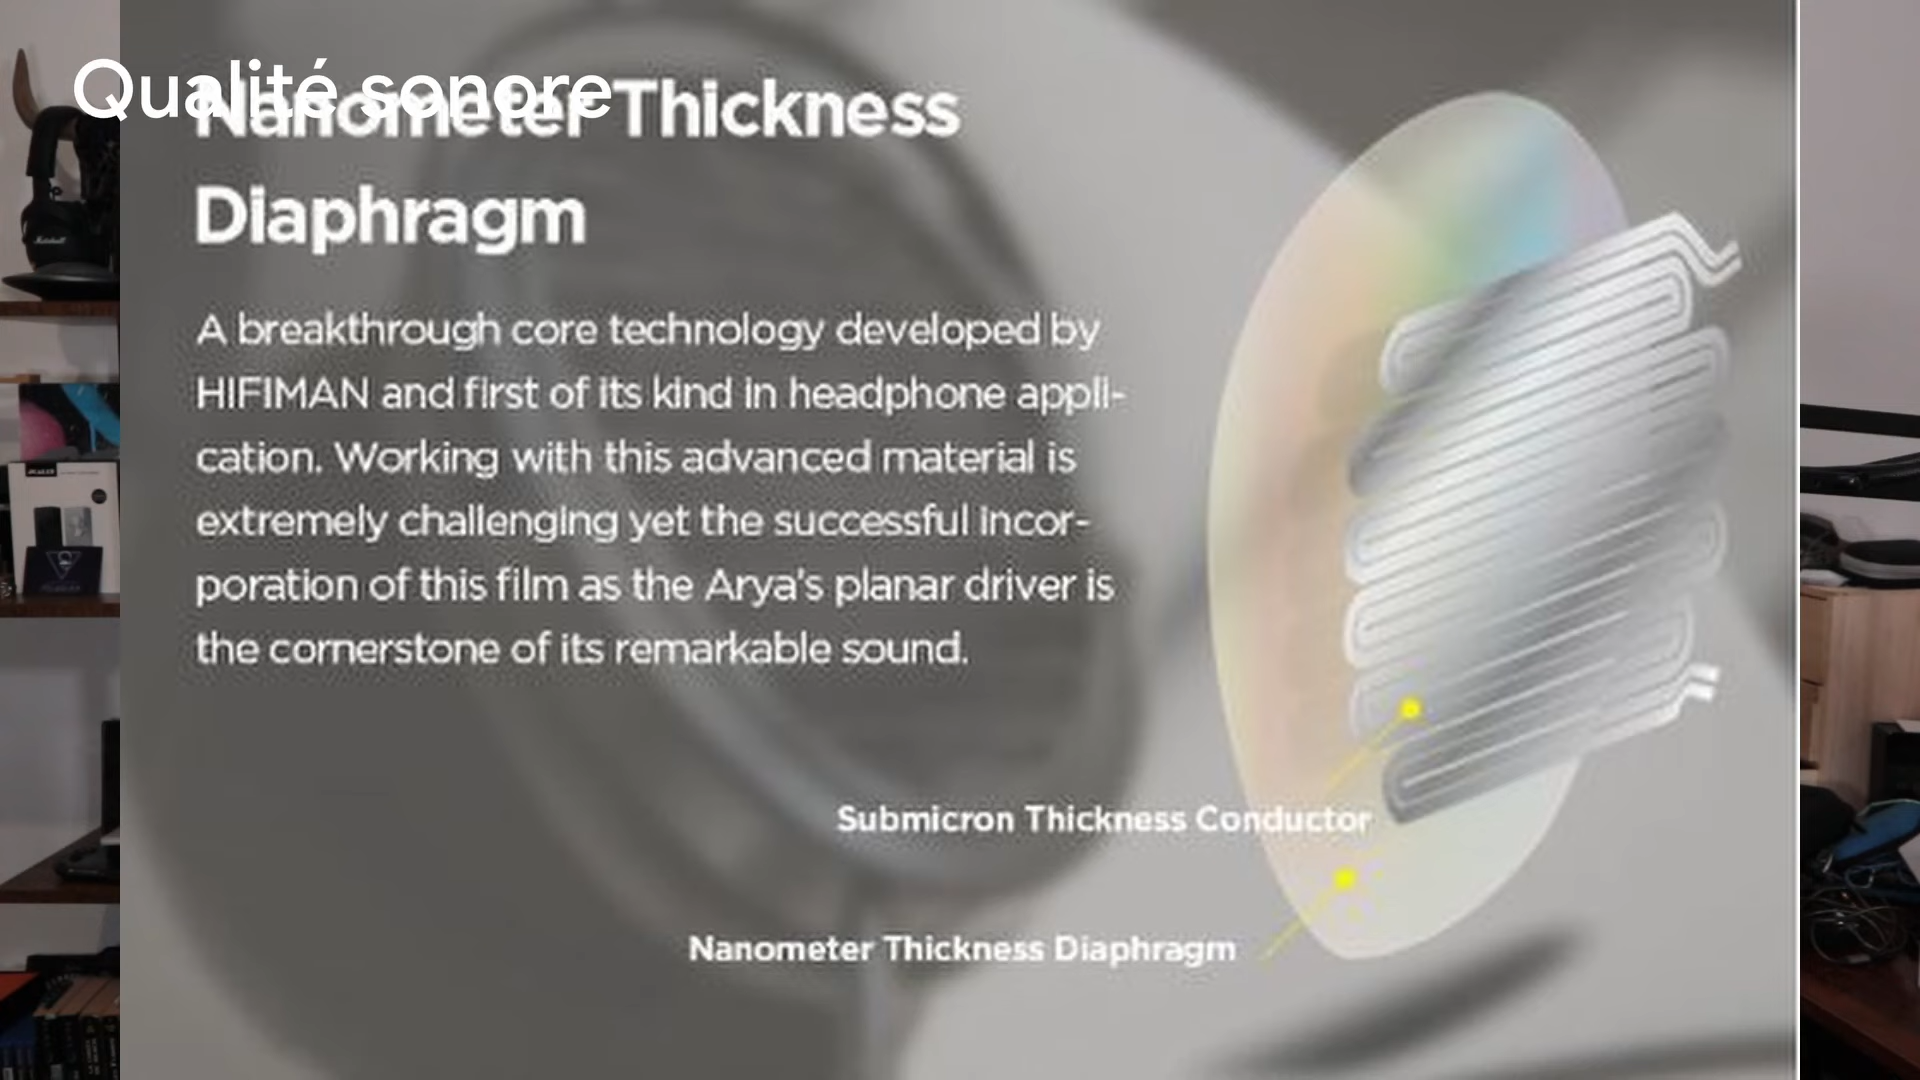 Qualité sonore
Nanometer Thickness
Diaphragm
A breakthrough core technology developed by
HIFIMAN and first of its kind in headphone appli-
cation. Working with this advanced material is
extremely challenging yet the successful incor-
poration of this film as the Arya's planar driver is
the cornerstone of its remarkable sound.
Submicron Thickness Conductor
Nanometer Thickness Diaphragm
Marshall